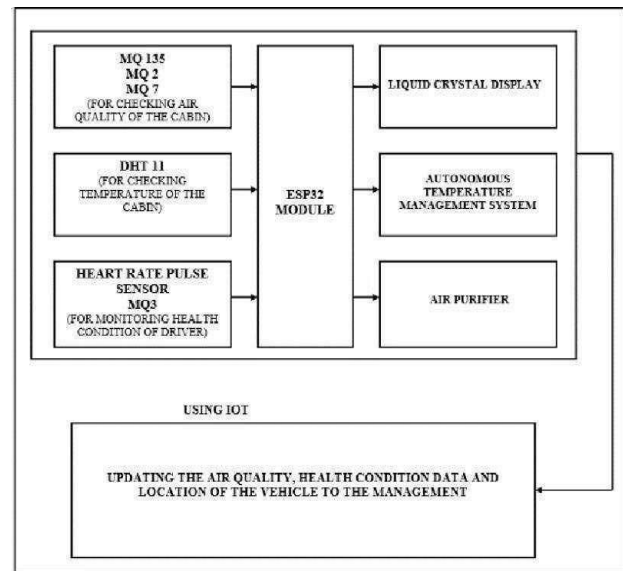 MQ 135
MQ 2
MQ 7
(FOR CHECKING AIR
QUALITY OF THE CABIN)
LIQUID CRYSTAL DISPLAY
DHT 11
(FOR CHECKING
TEMPERATURE OF THE
CABIN)
ESP32
MODULE
AUTONOMOUS
TEMPERATURE
MANAGEMENT SYSTEM
HEART RATE PULSE
SENSOR
MQ3
(FOR MONITORING HEALTH
CONDITION OF DRIVER)
AIR PURIFIER
USING IOT
UPDATING THE AIR QUALITY, HEALTH CONDITION DATA AND
LOCATION OF THE VEHICLE TO THE MANAGEMENT